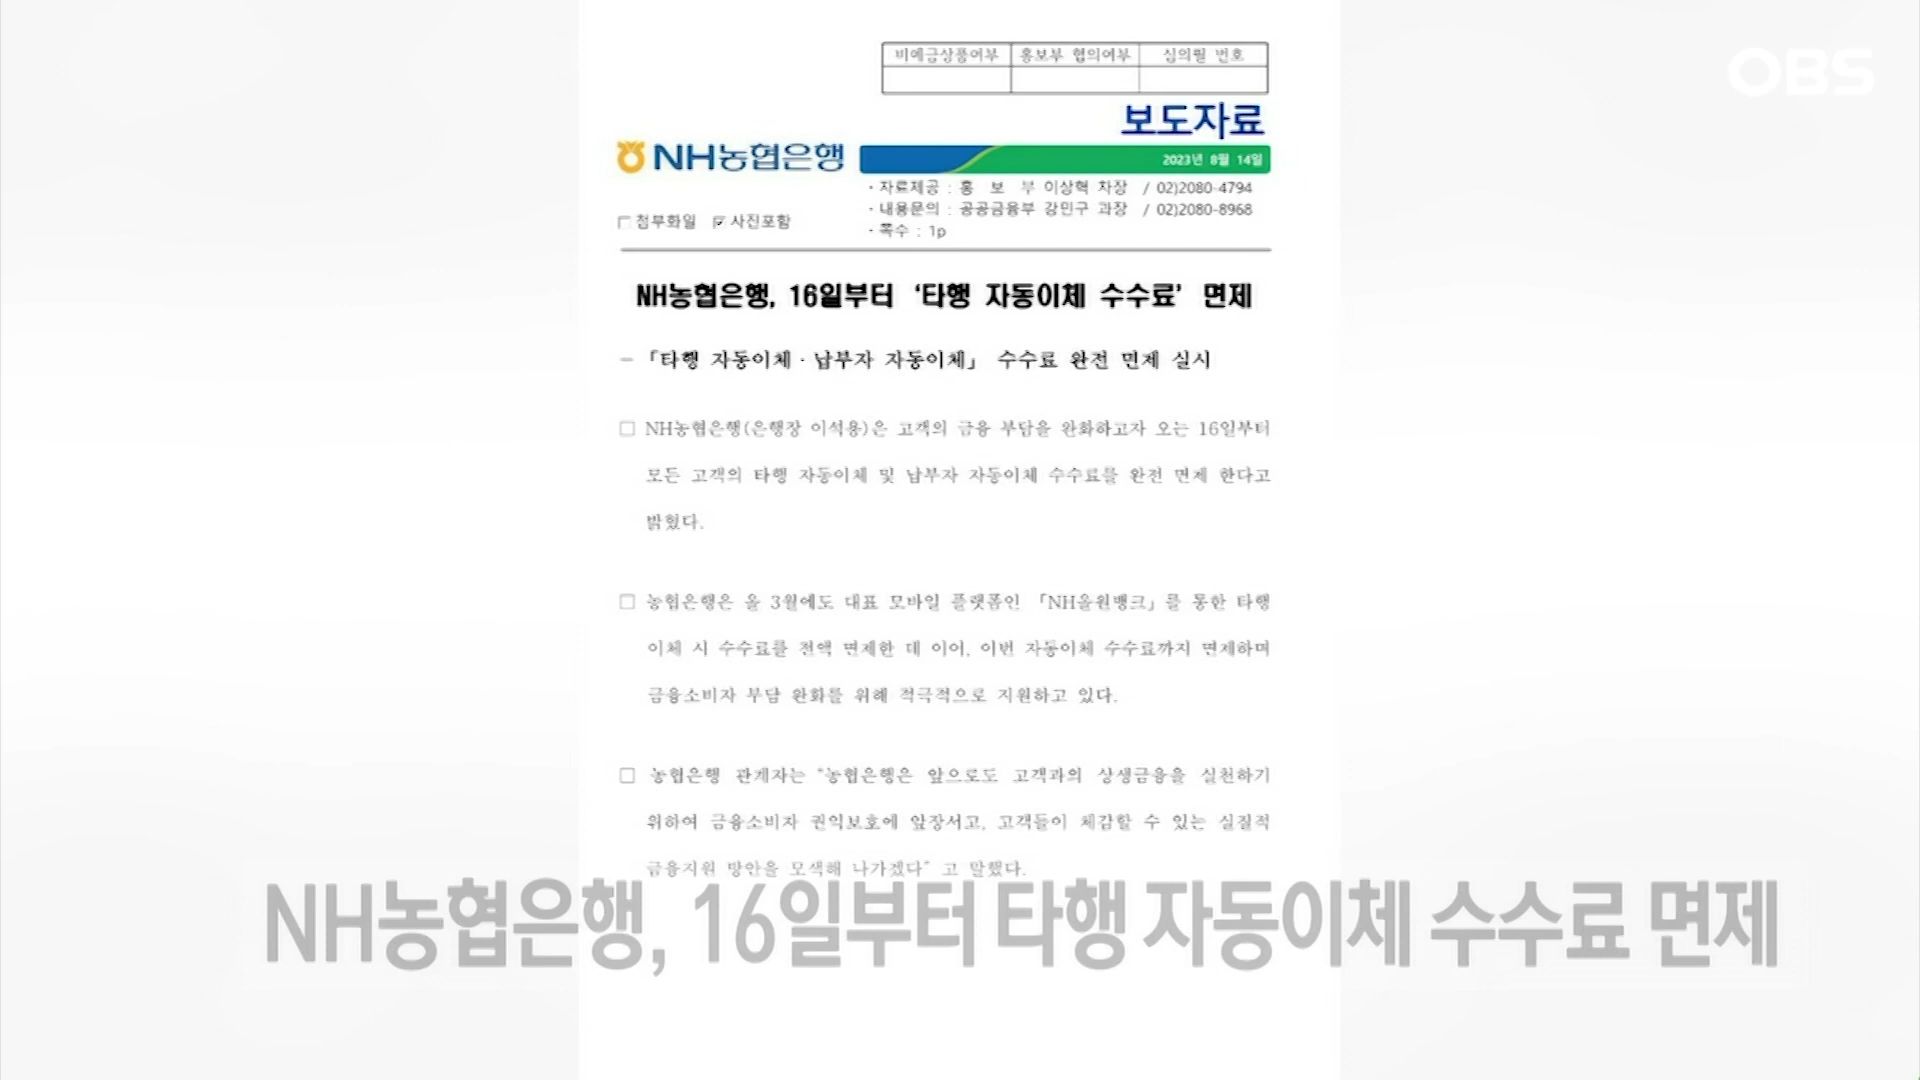 비예금상품여부 홍보부 협의여부 심의필 번호
OBS
보도자료
NH농협은행
2023년 8월 14일
· 자료제공 : 홍 보 부 이상혁 차장 / 02)2080-4794
· 내용문의 : 공공금융부 강민구 과장 / 02)2080-8968
□첨부화일 ☑사진포함
· 쪽수 : 1p
NH농협은행, 16일부터 ‘타행 자동이체 수수료’ 면제
- 「타행 자동이체 · 납부자 자동이체」 수수료 완전 면제 실시
□ NH농협은행(은행장 이석용)은 고객의 금융 부담을 완화하고자 오는 16일부터
모든 고객의 타행 자동이체 및 납부자 자동이체 수수료를 완전 면제 한다고
밝혔다.
□ 농협은행은 올 3월에도 대표 모바일 플랫폼인 「NH올원뱅크」를 통한 타행
이체 시 수수료를 전액 면제한 데 이어, 이번 자동이체 수수료까지 면제하며
금융소비자 부담 완화를 위해 적극적으로 지원하고 있다.
□ 농협은행 관계자는 “농협은행은 앞으로도 고객과의 상생금융을 실천하기
위하여 금융소비자 권익보호에 앞장서고, 고객들이 체감할 수 있는 실질적
금융지원 방안을 모색해 나가겠다” 고 말했다.
NH농협은행, 16일부터 타행 자동이체 수수료 면제